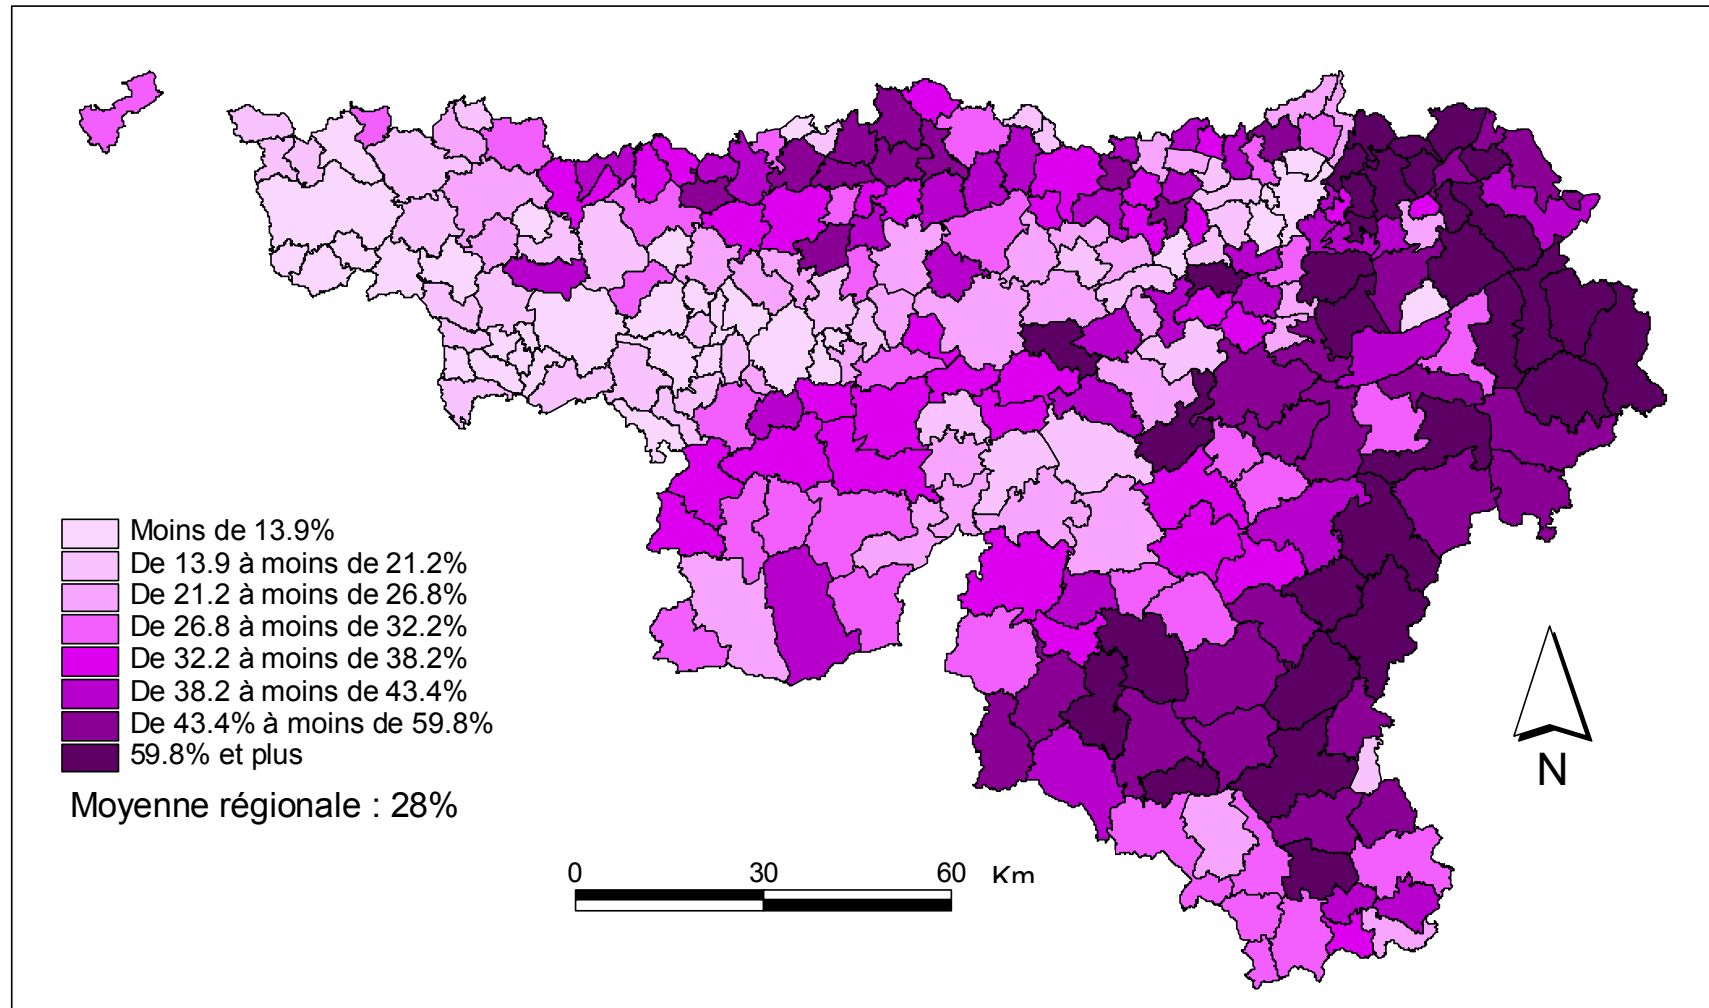 Moins de 13.9%
De 13.9 à moins de 21.2%
De 21.2 à moins de 26.8%
De 26.8 à moins de 32.2%
De 32.2 à moins de 38.2%
De 38.2 à moins de 43.4%
De 43.4% à moins de 59.8%
59.8% et plus
Moyenne régionale : 28%
N
0 30 60 Km